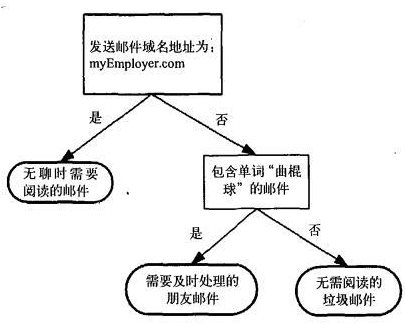 发送邮件域名地址为：
myEmployer.com
是
否
无聊时需要
阅读的邮件
包含单词“曲棍
球”的邮件
是
否
需要及时处理的
朋友邮件
无需阅读的
垃圾邮件